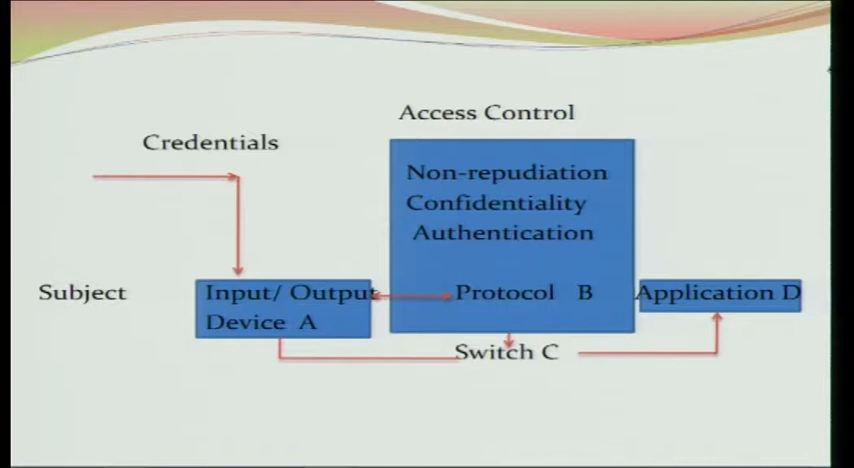 Access Control
Credentials
Non-repudiation
Confidentiality
Authentication
Subject
Input/ Output
Device A
Protocol B
Application D
Switch C